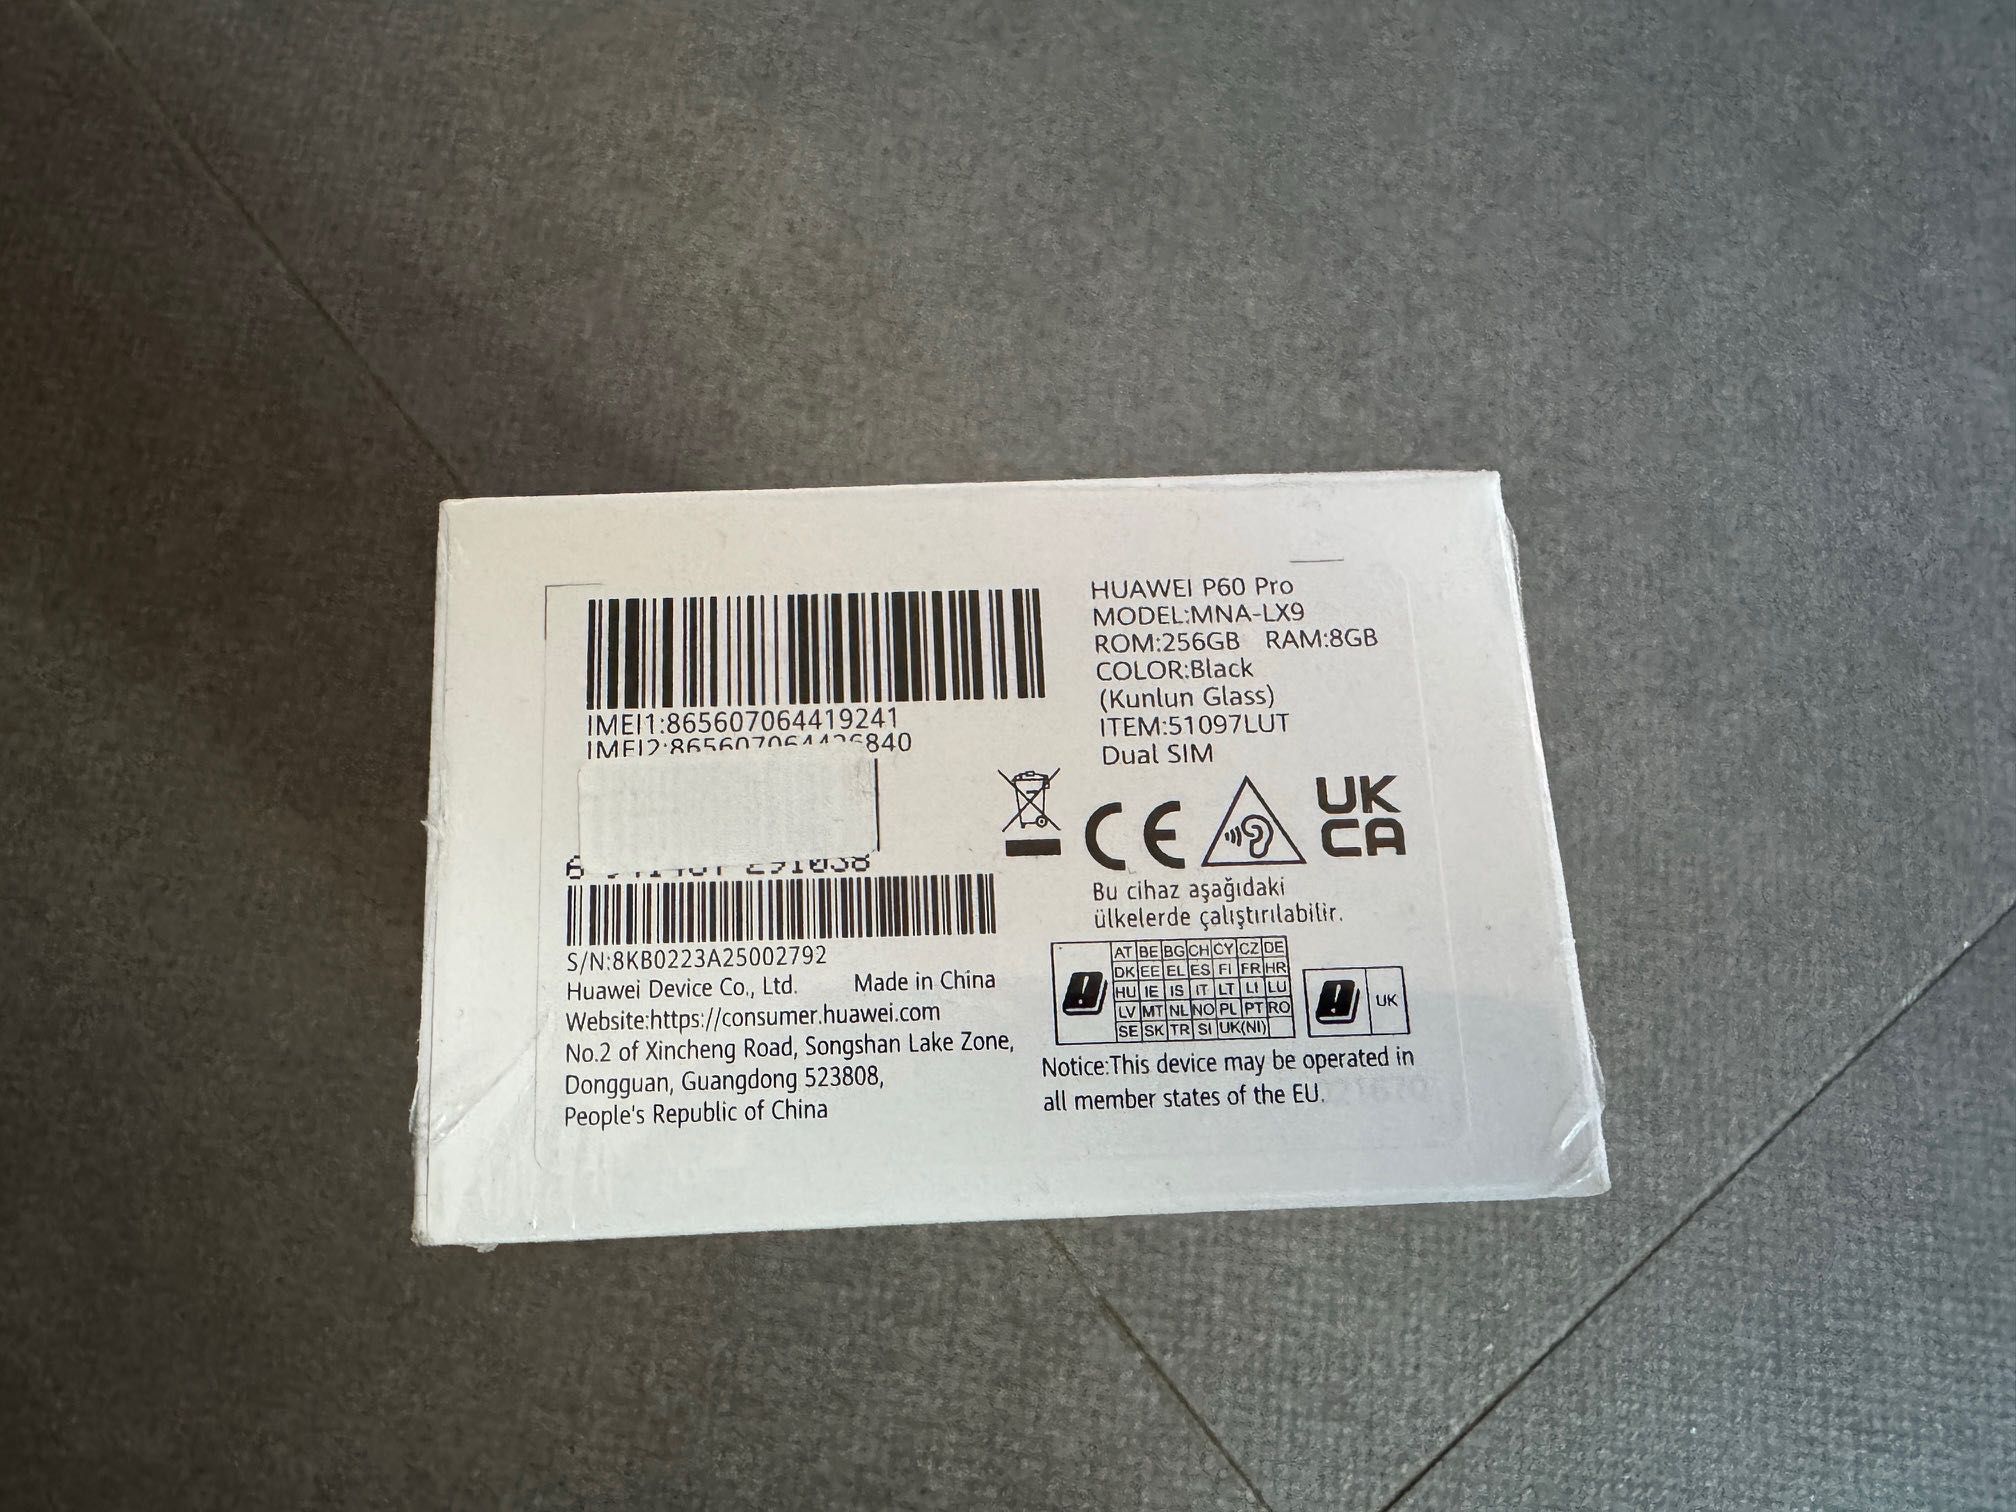 IMEI1:865607064419241
S/N:8KB0223A25002792
Huawei Device Co., Ltd. Made in China
Website:https://consumer.huawei.com
No.2 of Xincheng Road, Songshan Lake Zone,
Dongguan, Guangdong 523808,
People's Republic of China
HUAWEI P60 Pro
MODEL:MNA-LX9
ROM:256GB RAM:8GB
COLOR:Black
(Kunlun Glass)
ITEM:51097LUT
Dual SIM
CE
UK
CA
Bu cihaz aşağıdaki
ülkelerde çalıştırılabilir.
AT BE BG CH CY CZ DE
DK EE EL ES FI FR HR
HU IE IS IT LT LI LU
LV MT NL NO PL PT RO
SE SK TR SI UK(NI)
UK
Notice:This device may be operated in
all member states of the EU.